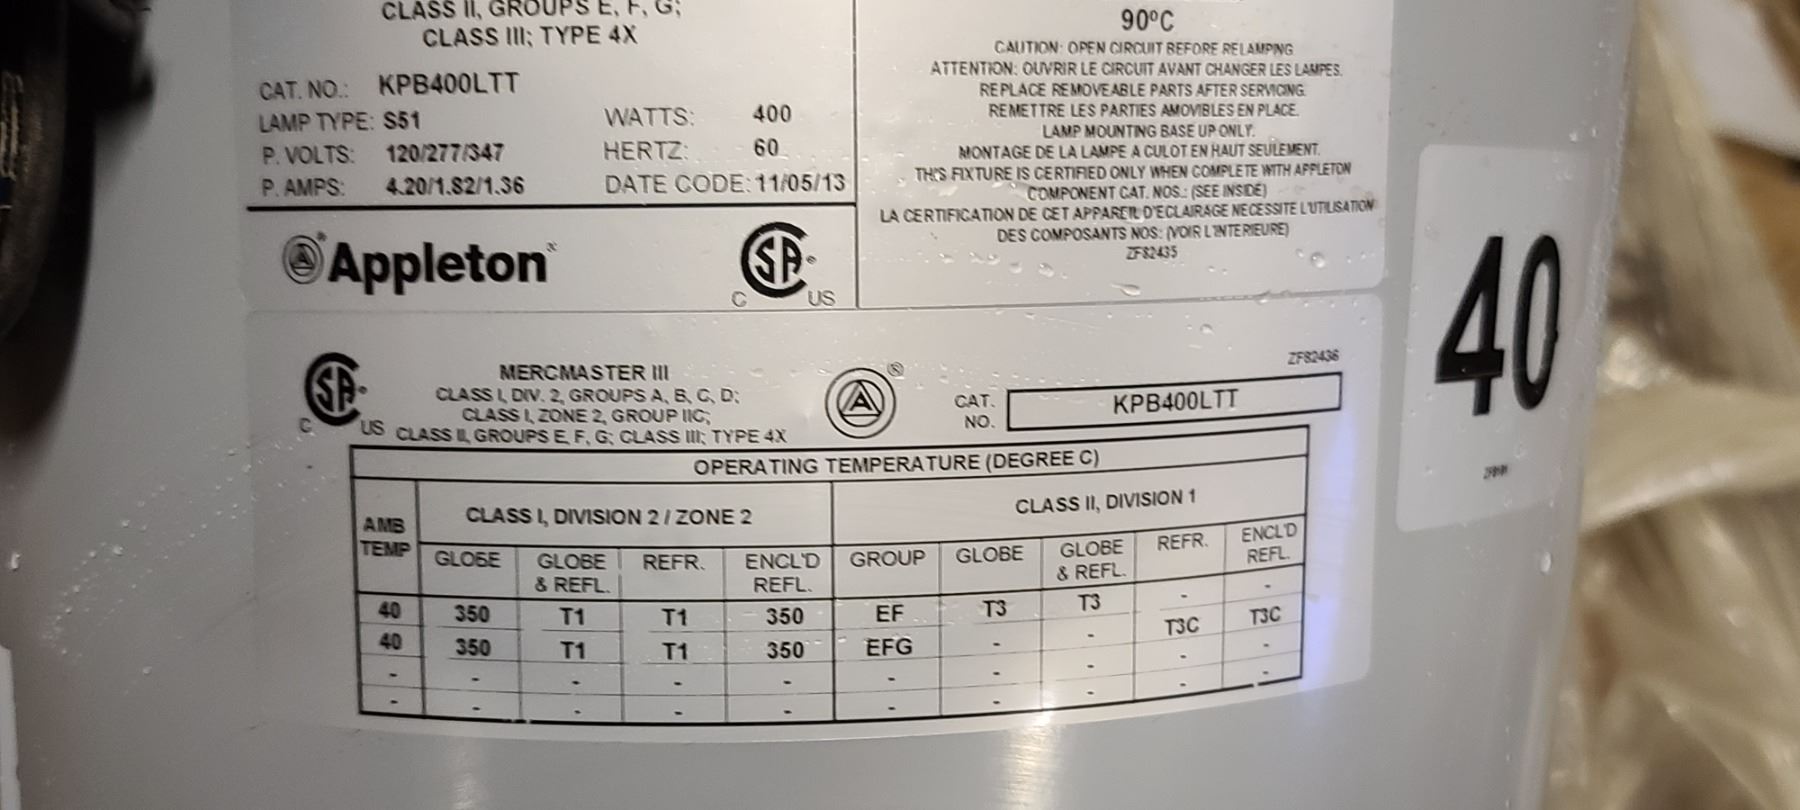 CLASS II, GROUPS E, F, G;
CLASS III; TYPE 4X
CAT. NO.: KPB400LTT
LAMP TYPE: S51 WATTS: 400
P. VOLTS: 120/277/347 HERTZ: 60
P. AMPS: 4.20/1.82/1.36 DATE CODE: 11/05/13
Appleton
C US
90°C
CAUTION: OPEN CIRCUIT BEFORE RELAMPING
ATTENTION: OUVRIR LE CIRCUIT AVANT CHANGER LES LAMPES.
REPLACE REMOVEABLE PARTS AFTER SERVICING.
REMETTRE LES PARTIES AMOVIBLES EN PLACE.
LAMP MOUNTING BASE UP ONLY.
MONTAGE DE LA LAMPE A CULOT EN HAUT SEULEMENT.
THIS FIXTURE IS CERTIFIED ONLY WHEN COMPLETE WITH APPLETON
COMPONENT CAT. NOS.: (SEE INSIDE)
LA CERTIFICATION DE CET APPAREIL D'ECLAIRAGE NECESSITE L'UTILISATION
DES COMPOSANTS NOS: (VOIR L'INTERIEURE)
ZF82435
40
C US
MERCMASTER III
CLASS I, DIV. 2, GROUPS A, B, C, D;
CLASS I, ZONE 2, GROUP IIC;
CLASS II, GROUPS E, F, G; CLASS III; TYPE 4X
A®
ZF82436
CAT. NO. KPB400LTT
OPERATING TEMPERATURE (DEGREE C)
AMB TEMP CLASS I, DIVISION 2 / ZONE 2 CLASS II, DIVISION 1
GLOBE GLOBE & REFL. REFR. ENCL'D REFL. GROUP GLOBE GLOBE & REFL. REFR. ENCL'D REFL.
40 350 T1 T1 350 EF T3 T3 - -
40 350 T1 T1 350 EFG - - T3C T3C
- - - - - - - - - -
- - - - - - - - - -